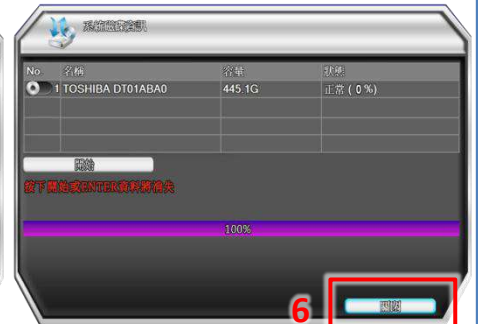 系統磁碟資訊
No 名稱 容量 狀態
1 TOSHIBA DT01ABA0 445.1G 正常 ( 0 %)
開始
按下開始或ENTER資料將消失
100%
6
關閉